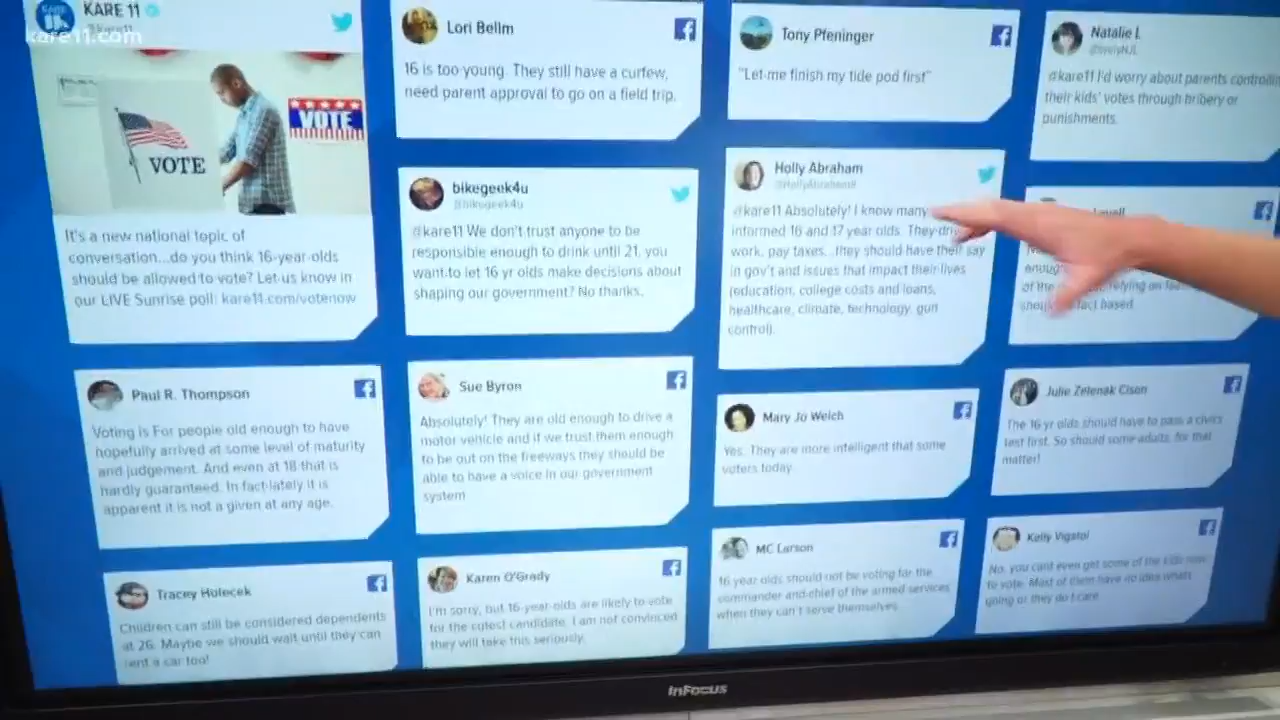 KARE 11
kare11.com
VOTE
VOTE
It's a new national topic of
conversation...do you think 16-year-olds
should be allowed to vote? Let us know in
our LIVE Sunrise poll: kare11.com/votenow
Paul R. Thompson
Voting is For people old enough to have
hopefully arrived at some level of maturity
and judgement. And even at 18 that is
hardly guaranteed. In fact lately it is
apparent it is not a given at any age.
Tracey Holecek
Children can still be considered dependents
at 26. Maybe we should wait until they can
rent a car too!
Lori Bellm
16 is too young. They still have a curfew,
need parent approval to go on a field trip.
bikegeek4u
@bikegeek4u
@kare11 We don't trust anyone to be
responsible enough to drink until 21, you
want to let 16 yr olds make decisions about
shaping our government? No thanks.
Sue Byron
Absolutely! They are old enough to drive a
motor vehicle and if we trust them enough
to be out on the freeways they should be
able to have a voice in our government
system
Karen O'Grady
I'm sorry, but 16-year-olds are likely to vote
for the cutest candidate. I am not convinced
they will take this seriously.
Tony Pfeninger
"Let me finish my tide pod first"
Holly Abraham
@kare11 Absolutely! I know many
informed 16 and 17 year olds. They
work, pay taxes...they should have their say
in gov't and issues that impact their lives
(education, college costs and loans,
healthcare, climate, technology, gun
control).
Mary Jo Welch
Yes. They are more intelligent that some
voters today
MC Larson
16 year olds should not be voting for the
commander and chief of the armed services
when they can't serve themselves
Natalie L
@kare11 I'd worry about parents
their kids' votes through bribery or
punishments.
of the relying on
fact based
Julie Zelenak Cison
The 16 yr olds should have to pass a civics
test first. So should some adults, for that
matter!
Kelly Vigatol
No. you cant even get some of the kids now
to vote. Most of them have no idea whats
going or they do t care
InFocus